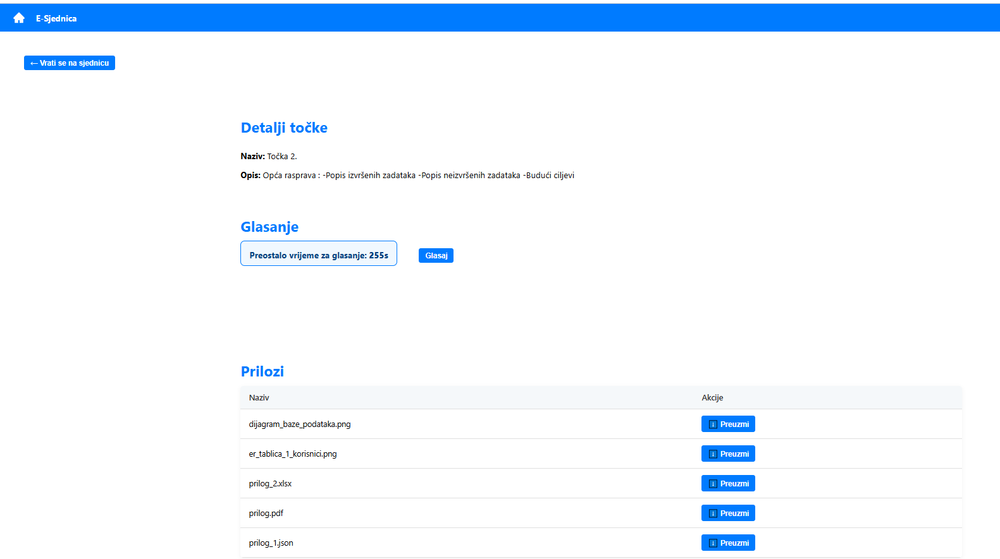 E-Sjednica
← Vrati se na sjednicu
Detalji točke
Naziv: Točka 2.
Opis: Opća rasprava : -Popis izvršenih zadataka -Popis neizvršenih zadataka -Budući ciljevi
Glasanje
Preostalo vrijeme za glasanje: 255s Glasaj
Prilozi
Naziv Akcije
dijagram_baze_podataka.png Preuzmi
er_tablica_1_korisnici.png Preuzmi
prilog_2.xlsx Preuzmi
prilog.pdf Preuzmi
prilog_1.json Preuzmi